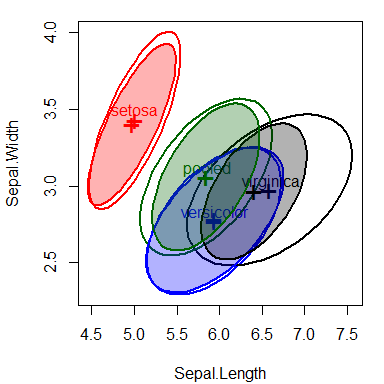 4.0
3.5
3.0
2.5
Sepal.Width
setosa
pooled
virginica
versicolor
4.5 5.0 5.5 6.0 6.5 7.0 7.5
Sepal.Length